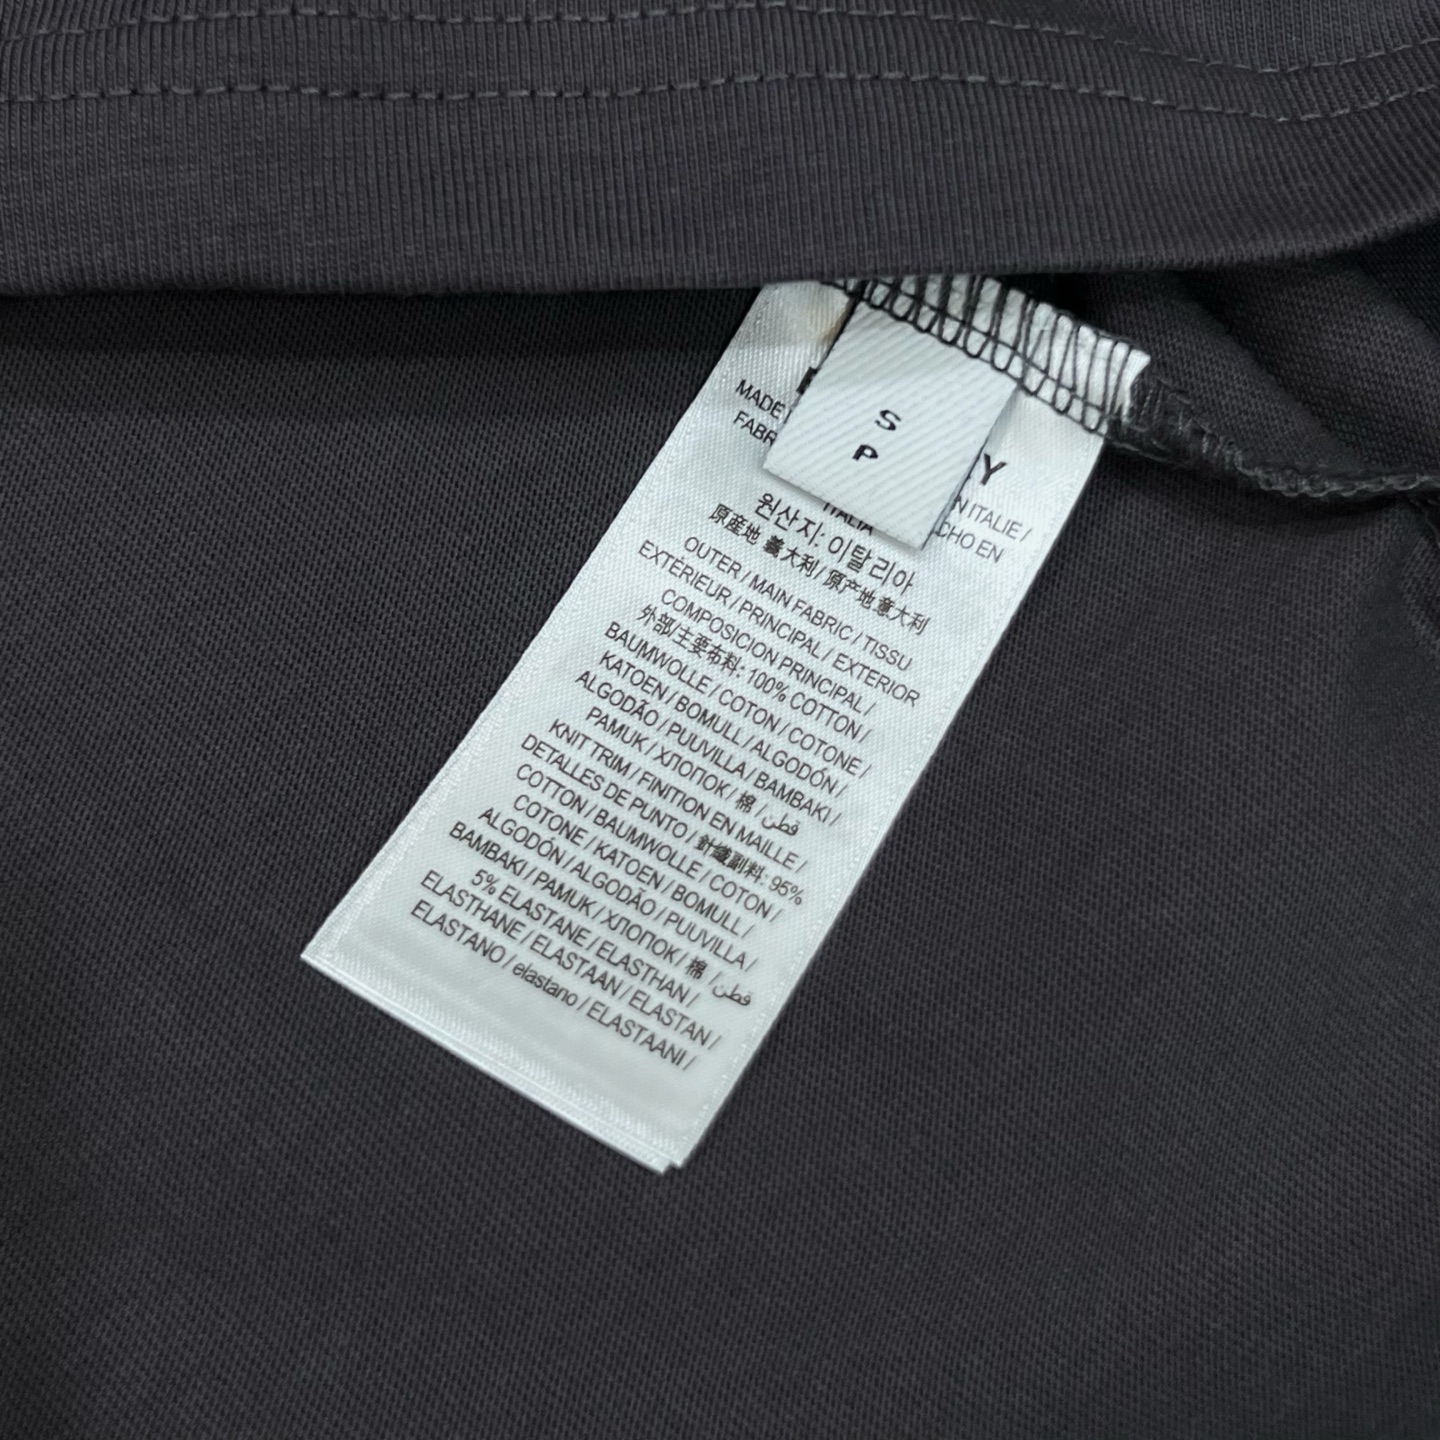 S
P
Y
MADE
N ITALIE /
FABR
CHO EN
ITALIA
원산지: 이탈리아
原産地 義大利 / 原产地 意大利
OUTER / MAIN FABRIC / TISSU
EXTÉRIEUR / PRINCIPAL / EXTERIOR
COMPOSICION PRINCIPAL /
外部/主要布料: 100% COTTON /
BAUMWOLLE / COTON / COTONE /
KATOEN / BOMULL / ALGODÓN /
ALGODÃO / PUUVILLA / BAMBAKI /
PAMUK / ХЛОПОК / 棉 / قطن
KNIT TRIM / FINITION EN MAILLE /
DETALLES DE PUNTO / 針織副料: 95%
COTTON / BAUMWOLLE / COTON /
COTONE / KATOEN / BOMULL /
ALGODÓN / ALGODÃO / PUUVILLA /
BAMBAKI / PAMUK / ХЛОПОК / 棉 / قطن
5% ELASTANE / ELASTHAN /
ELASTHANE / ELASTAAN / ELASTAN /
ELASTANO / elastano / ELASTAANI /